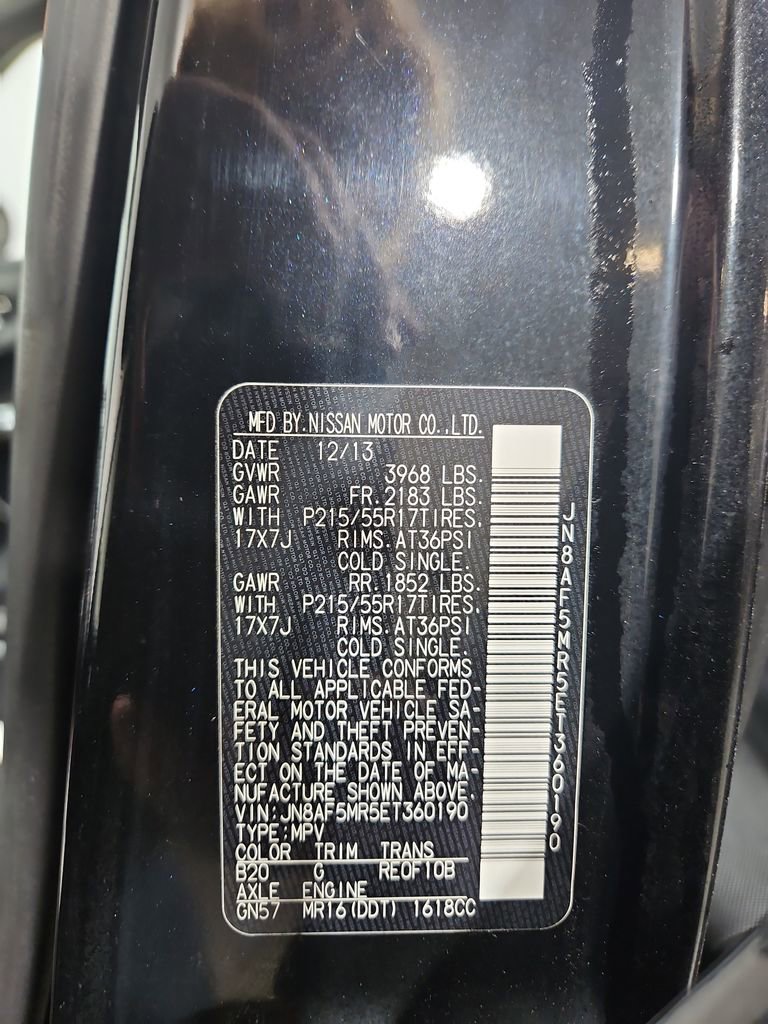 MFD BY.NISSAN MOTOR CO.,LTD.
DATE 12/13
GVWR 3968 LBS.
GAWR FR. 2183 LBS.
WITH P215/55R17TIRES,
17X7J RIMS.AT36PSI
COLD SINGLE.
GAWR RR. 1852 LBS.
WITH P215/55R17TIRES,
17X7J RIMS.AT36PSI
COLD SINGLE.
THIS VEHICLE CONFORMS
TO ALL APPLICABLE FED-
ERAL MOTOR VEHICLE SA-
FETY AND THEFT PREVEN-
TION STANDARDS IN EFF-
ECT ON THE DATE OF MA-
NUFACTURE SHOWN ABOVE.
VIN:JN8AF5MR5ET360190
TYPE:MPV
COLOR TRIM TRANS
B20 G REOF10B
AXLE ENGINE
GN57 MR16(DDT) 1618CC
JN8AF5MR5ET360190